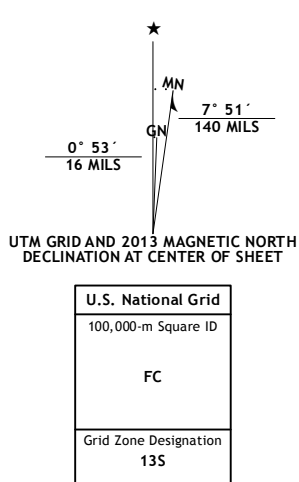 ★
MN
GN
7° 51´
140 MILS
0° 53´
16 MILS
UTM GRID AND 2013 MAGNETIC NORTH
DECLINATION AT CENTER OF SHEET
U.S. National Grid
100,000-m Square ID
FC
Grid Zone Designation
13S